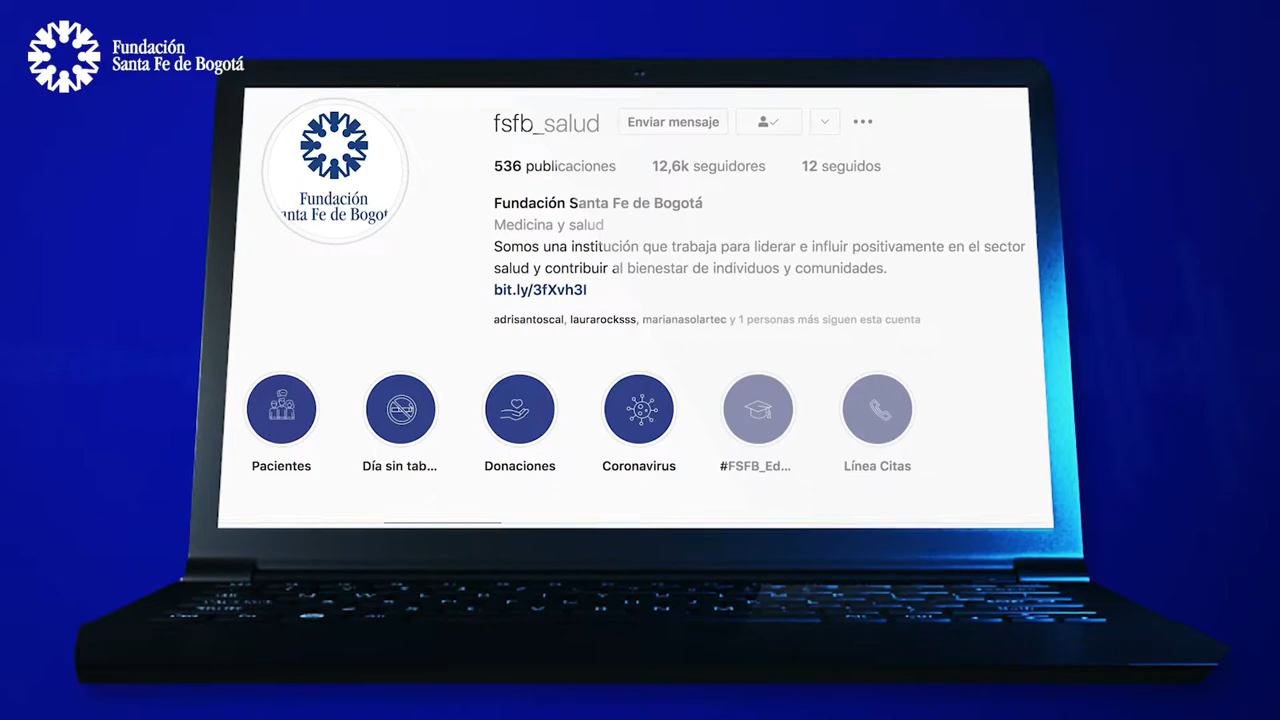 Fundación
Santa Fe de Bogotá
fsfb_salud Enviar mensaje
536 publicaciones 12,6k seguidores 12 seguidos
Fundación
anta Fe de Bogot
Fundación Santa Fe de Bogotá
Medicina y salud
Somos una institución que trabaja para liderar e influir positivamente en el sector
salud y contribuir al bienestar de individuos y comunidades.
bit.ly/3fXvh3I
adrisantoscal, laurarocksss, marianasolartec y 1 personas más siguen esta cuenta
Pacientes Día sin tab... Donaciones Coronavirus #FSFB_Ed... Línea Citas